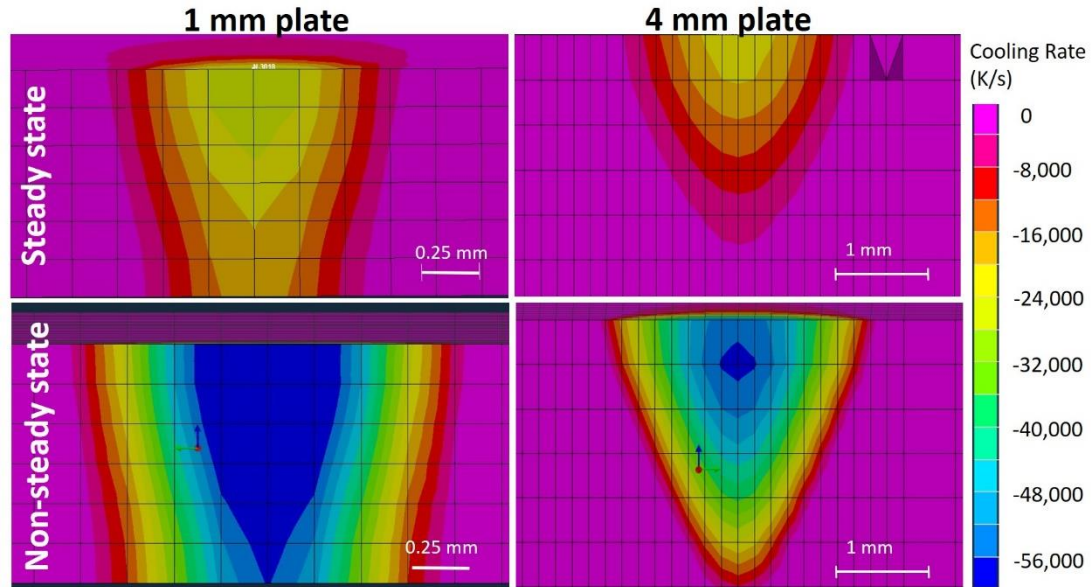 1 mm plate
4 mm plate
Steady state
0.25 mm
1 mm
Non-steady state
0.25 mm
1 mm
Cooling Rate
(K/s)
0
-8,000
-16,000
-24,000
-32,000
-40,000
-48,000
-56,000